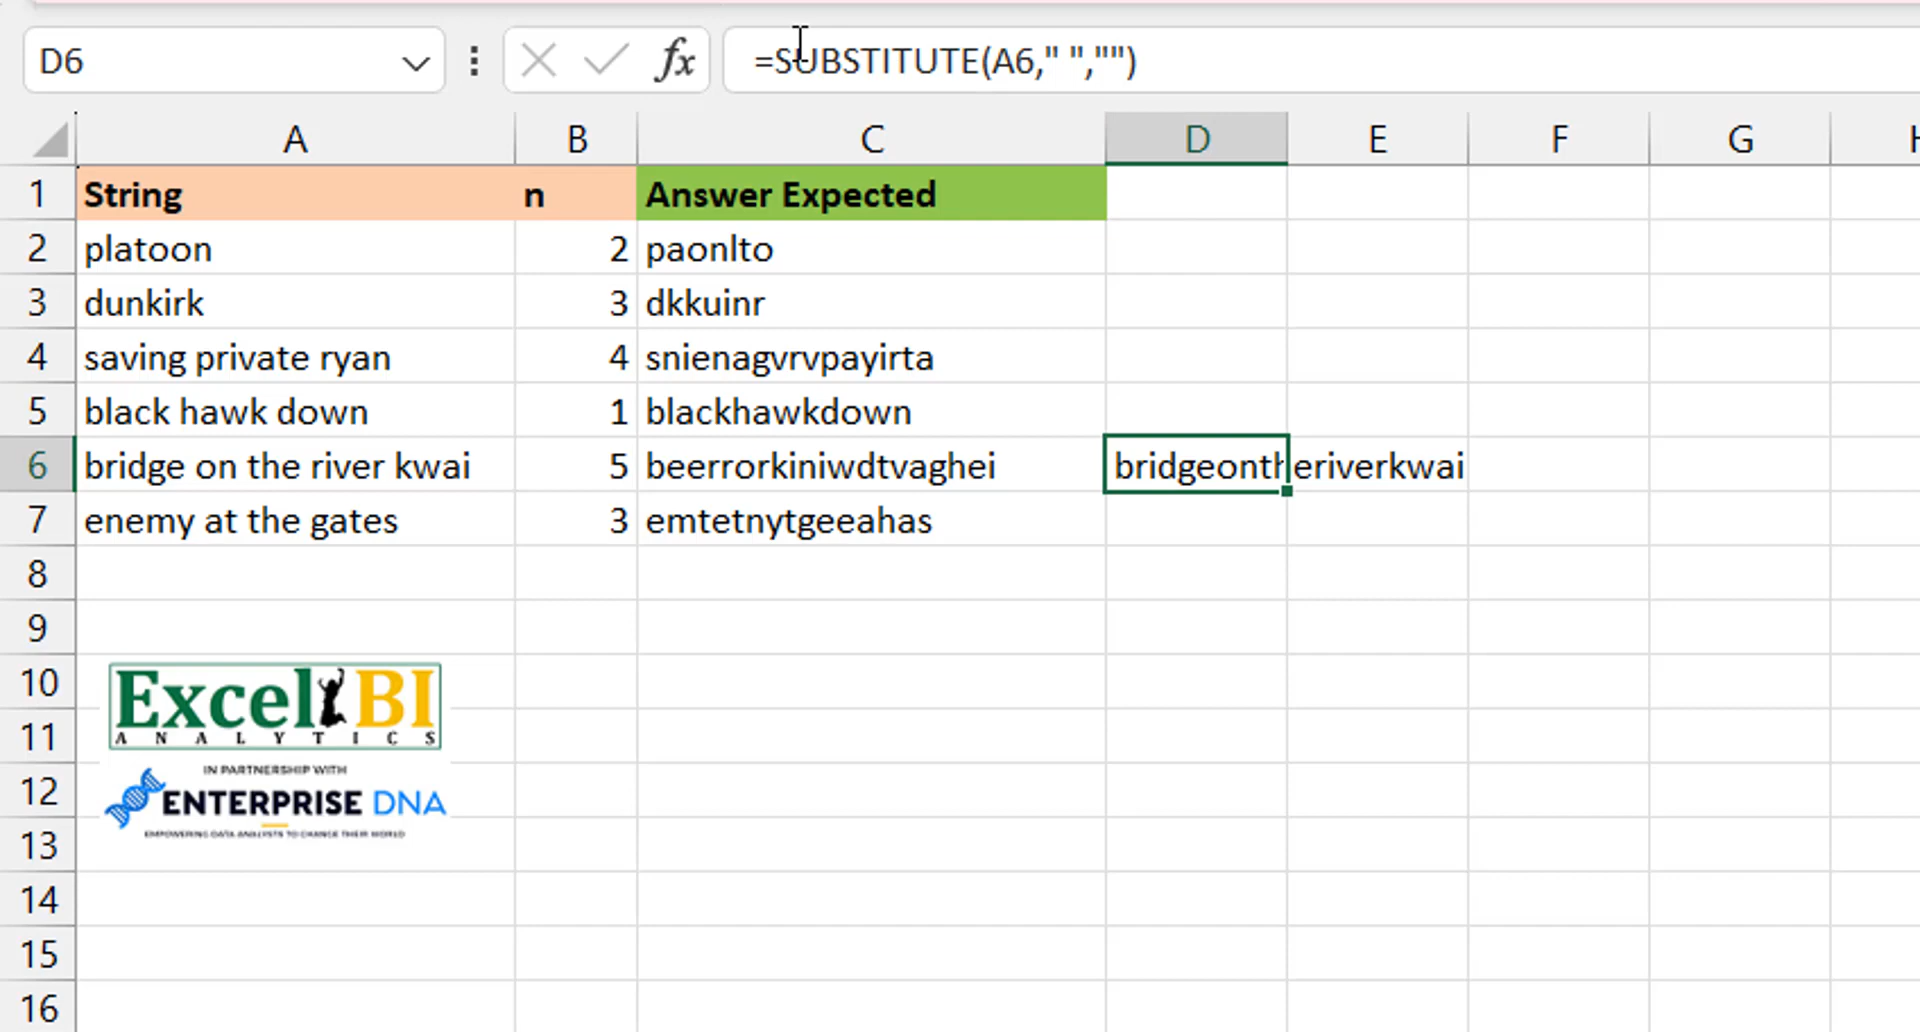 D6 fx =SUBSTITUTE(A6," ","")
A B C D E F G H
1 String n Answer Expected
2 platoon 2 paonlto
3 dunkirk 3 dkkuinr
4 saving private ryan 4 snienagvrvpayirta
5 black hawk down 1 blackhawkdown
6 bridge on the river kwai 5 beerrorkiniwdtvaghei bridgeontheriverkwai
7 enemy at the gates 3 emtetnytgeeahas
8
9
10
Excel BI
11
ANALYTICS
IN PARTNERSHIP WITH
12
ENTERPRISE DNA
EMPOWERING DATA ANALYSTS TO CHANGE THEIR WORLD
13
14
15
16